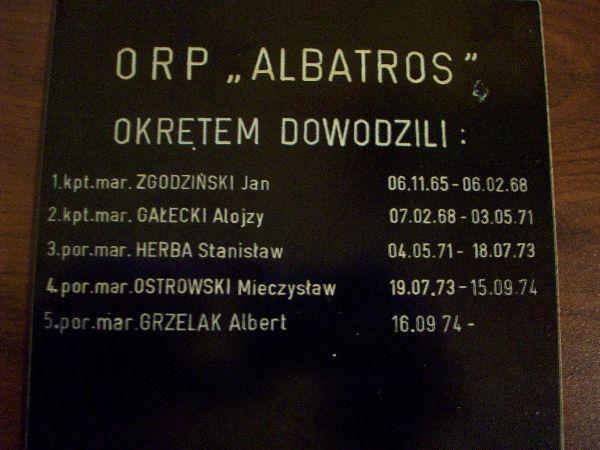 ORP „ALBATROS”
OKRĘTEM DOWODZILI:
1.kpt.mar. ZGODZIŃSKI Jan 06.11.65-06.02.68
2.kpt.mar. GAŁECKI Alojzy 07.02.68-03.05.71
3.por.mar. HERBA Stanisław 04.05.71-18.07.73
4.por.mar.OSTROWSKI Mieczysław 19.07.73-15.09.74
5.por.mar.GRZELAK Albert 16.09 74-